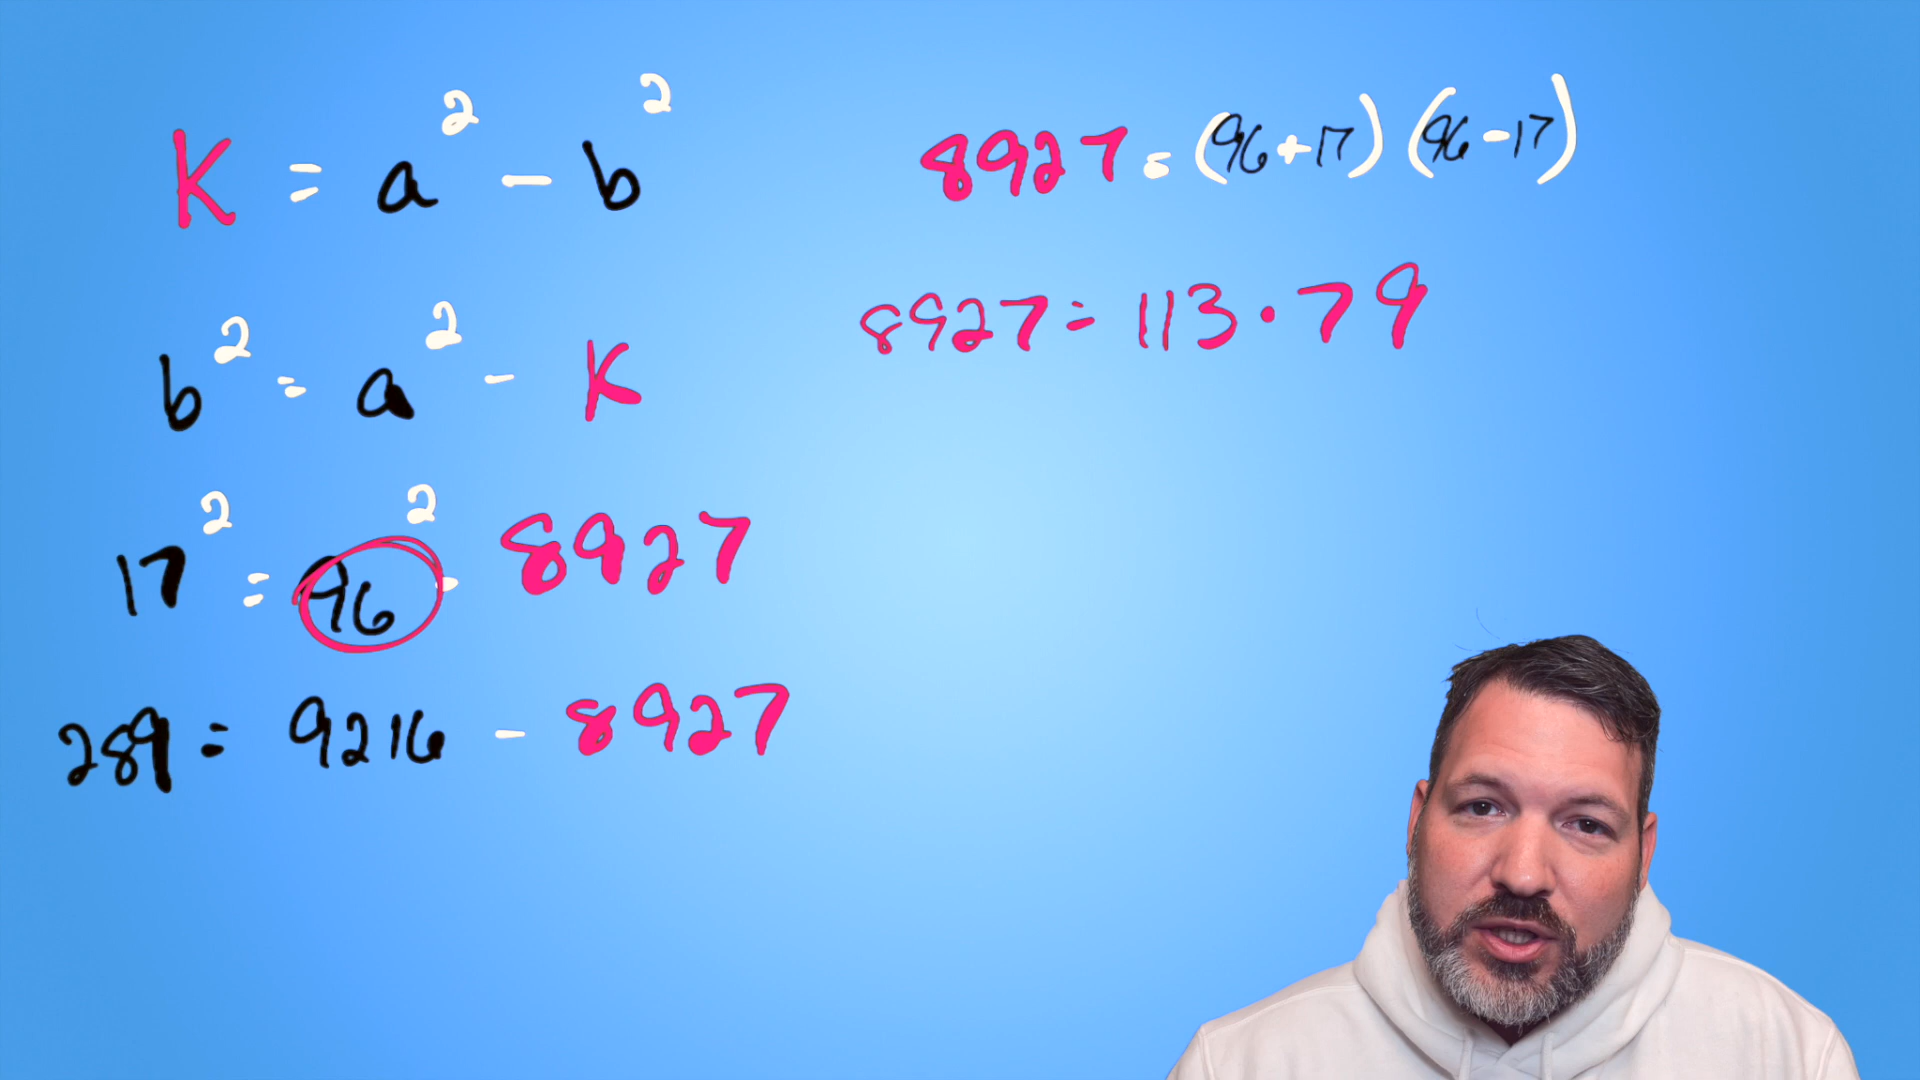 K = a² - b²
b² = a² - K
17² = 96² - 8927
289 = 9216 - 8927
8927 = (96+17)(96-17)
8927 = 113·79